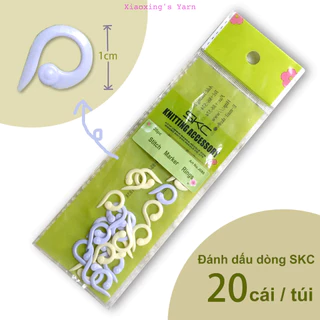 Xiaoxing's Yarn
1cm
SKC
KNITTING ACCESSORY
Stitch Marker Rings
Đánh dấu dòng SKC
20 cái / túi